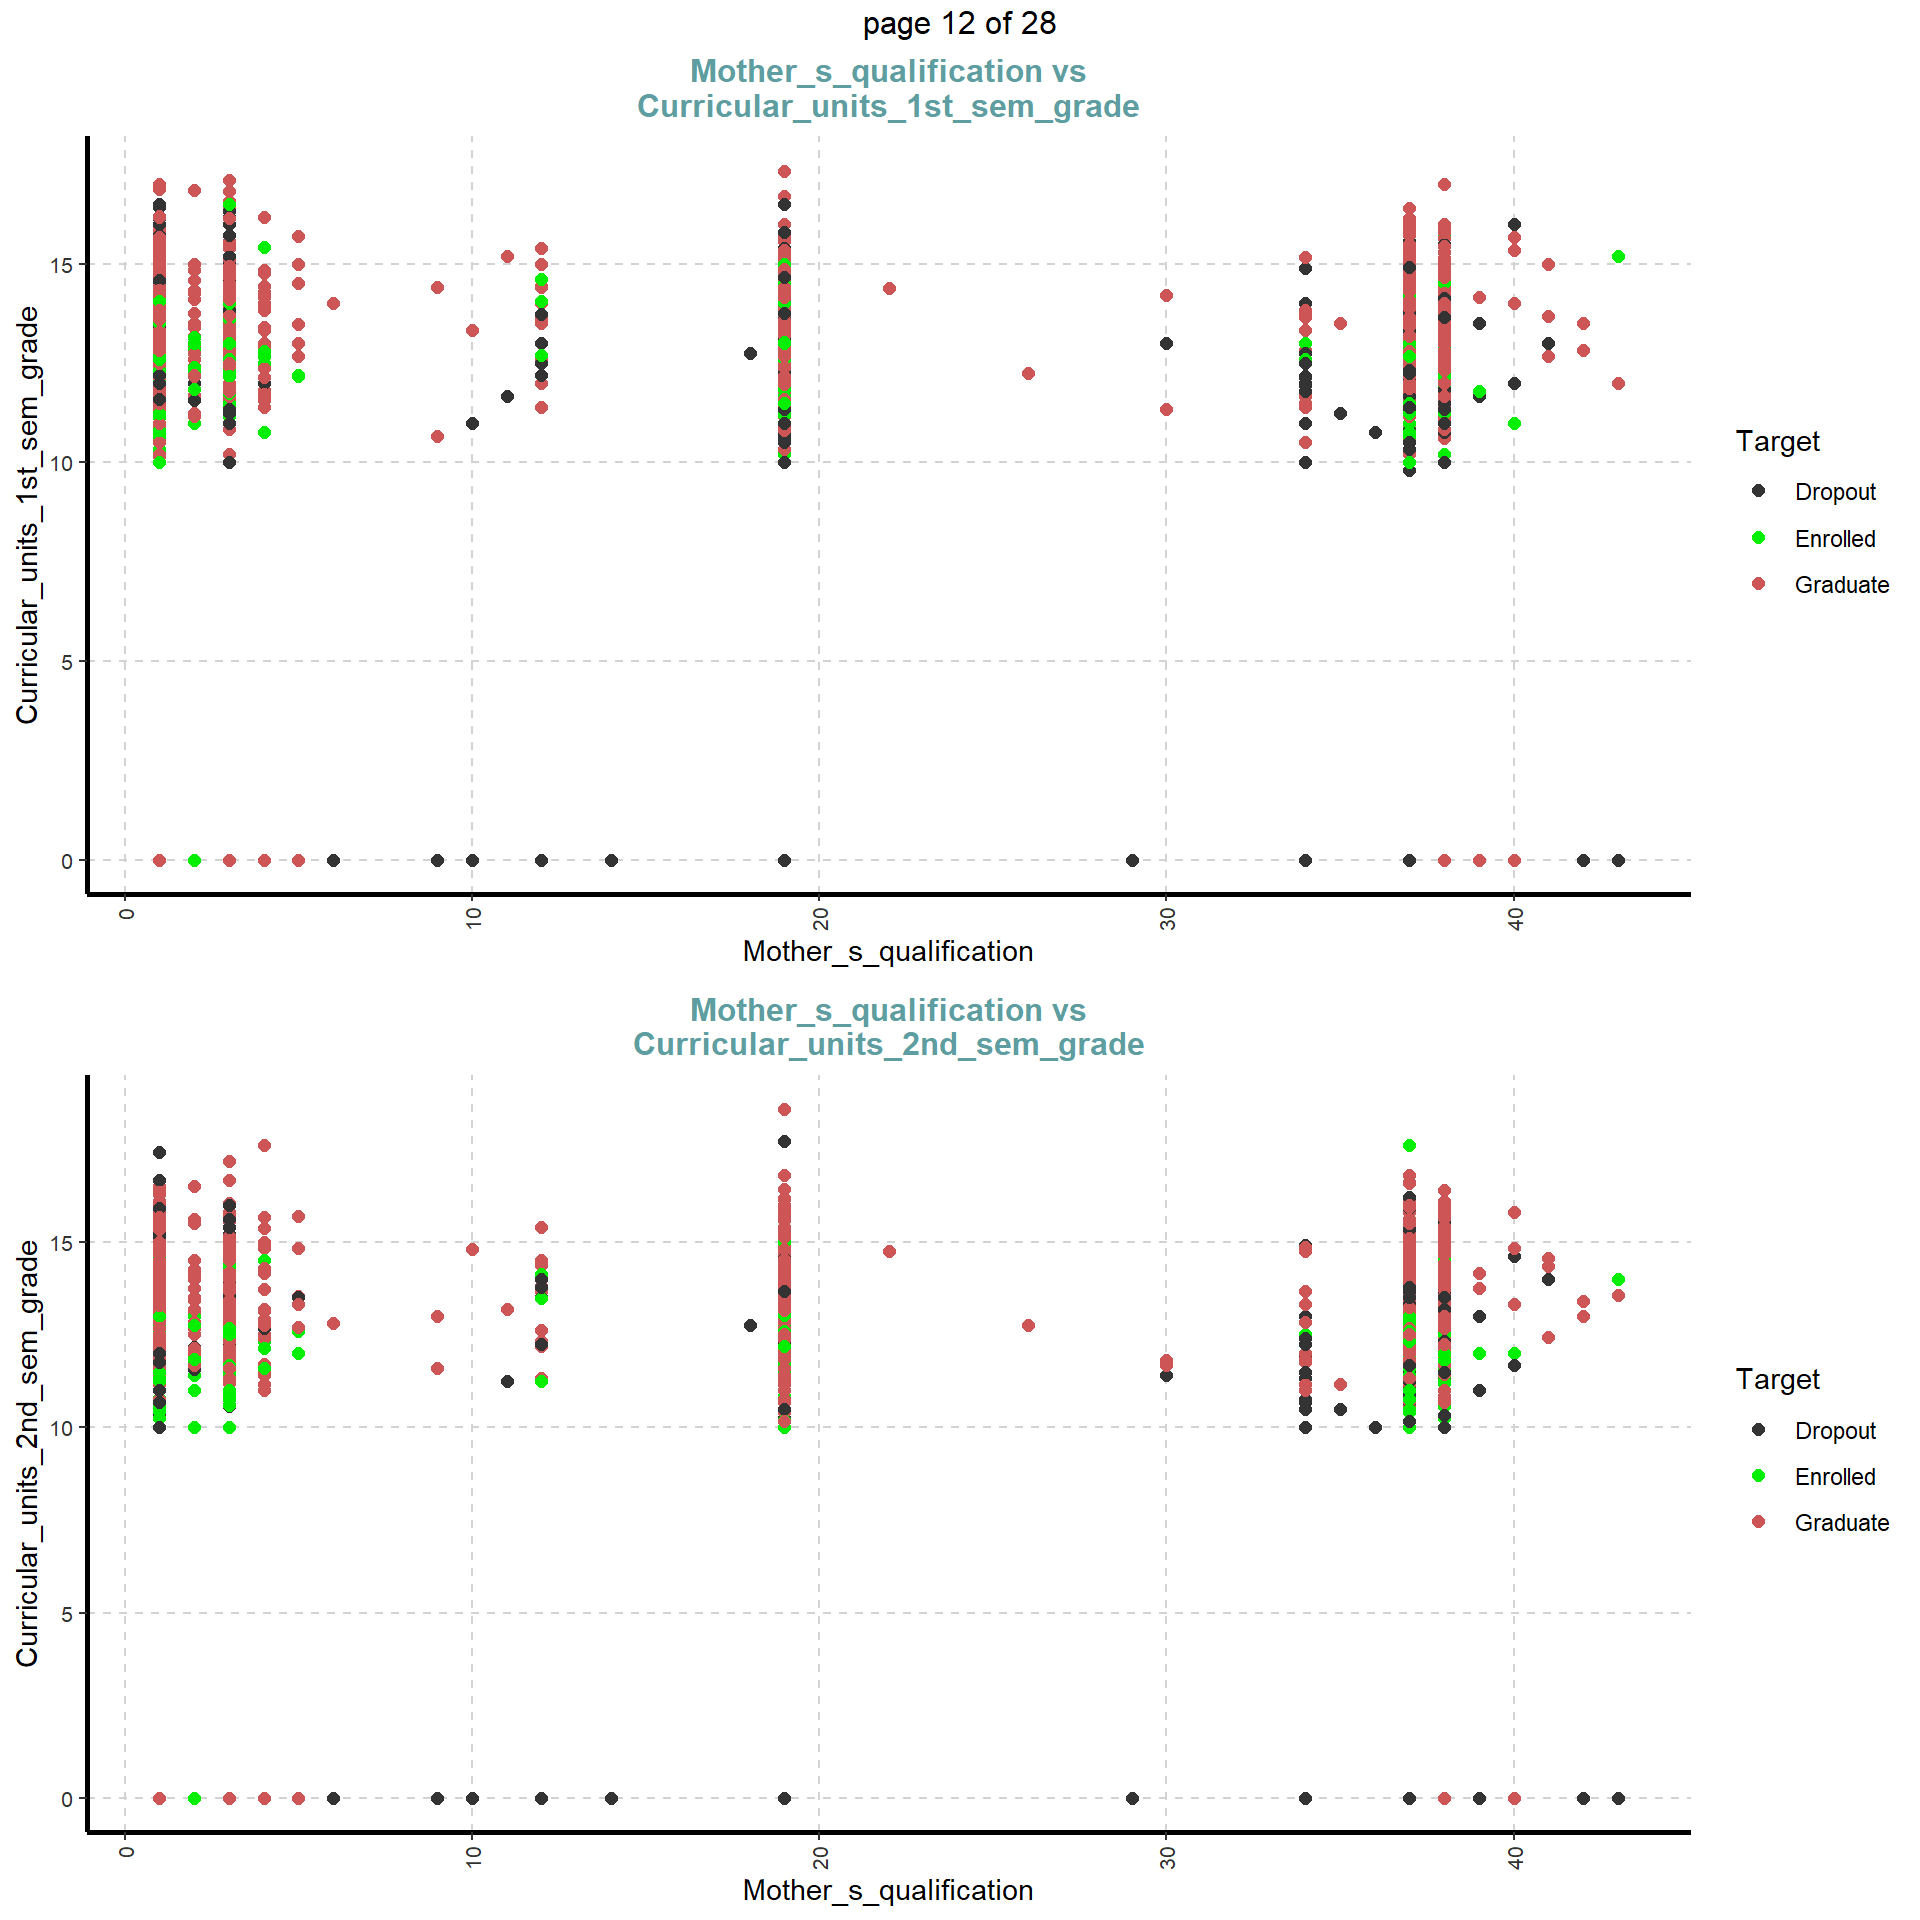 page 12 of 28
Mother_s_qualification vs
Curricular_units_1st_sem_grade
Curricular_units_1st_sem_grade
15
10
5
0
0
10
20
30
40
Mother_s_qualification
Target
Dropout
Enrolled
Graduate
Mother_s_qualification vs
Curricular_units_2nd_sem_grade
Curricular_units_2nd_sem_grade
15
10
5
0
0
10
20
30
40
Mother_s_qualification
Target
Dropout
Enrolled
Graduate